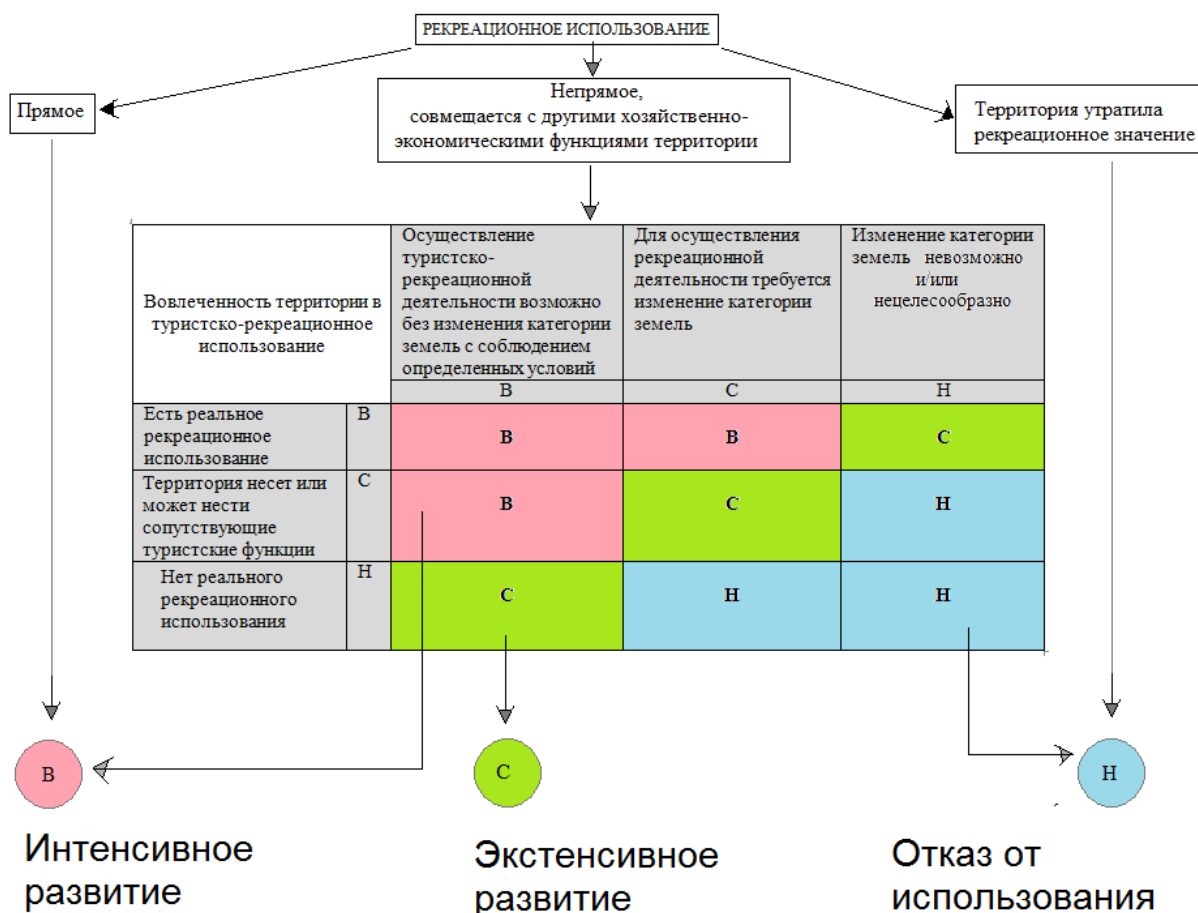 РЕКРЕАЦИОННОЕ ИСПОЛЬЗОВАНИЕ
Прямое
Непрямое,
совмещается с другими хозяйственно-
экономическими функциями территории
Территория утратила
рекреационное значение
Вовлеченность территории в
туристско-рекреационное
использование
Осуществление
туристско-
рекреационной
деятельности возможно
без изменения категории
земель с соблюдением
определенных условий
Для осуществления
рекреационной
деятельности требуется
изменение категории
земель
Изменение категории
земель невозможно
и/или
нецелесообразно
В
С
Н
Есть реальное
рекреационное
использование
В
В
В
С
Территория несет или
может нести
сопутствующие
туристские функции
С
В
С
Н
Нет реального
рекреационного
использования
Н
С
Н
Н
В
С
Н
Интенсивное
развитие
Экстенсивное
развитие
Отказ от
использования